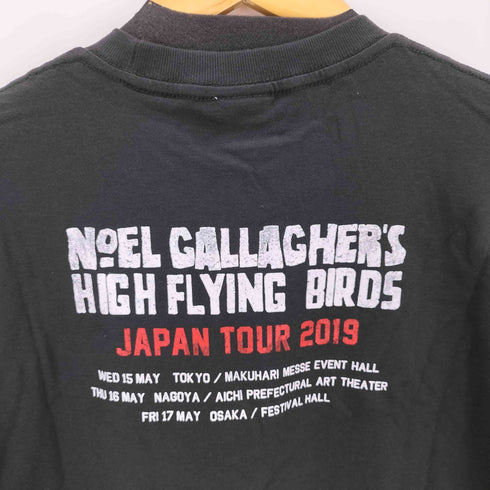 NOEL GALLAGHER'S
HIGH FLYING BIRDS
JAPAN TOUR 2019
WED 15 MAY TOKYO / MAKUHARI MESSE EVENT HALL
THU 16 MAY NAGOYA / AICHI PREFECTURAL ART THEATER
FRI 17 MAY OSAKA / FESTIVAL HALL